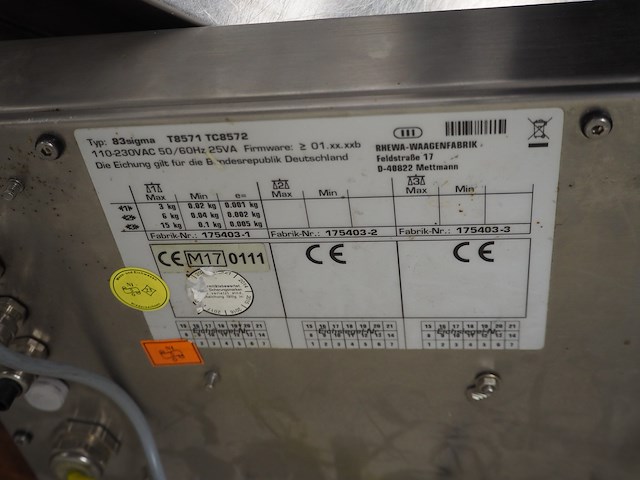 Typ: 83sigma T8571 TC8572
110-230VAC 50/60Hz 25VA Firmware: ≥ 01.xx.xxb
Die Eichung gilt für die Bundesrepublik Deutschland
RHEWA-WAAGENFABRIK
Feldstraße 17
D-40822 Mettmann
Max Min e=
3 kg 0.02 kg 0.001 kg
6 kg 0.04 kg 0.002 kg
15 kg 0.1 kg 0.005 kg
Max Min
Max Min
Fabrik-Nr.: 175403-1
Fabrik-Nr.: 175403-2
Fabrik-Nr.: 175403-3
CE M17 0111
CE
CE